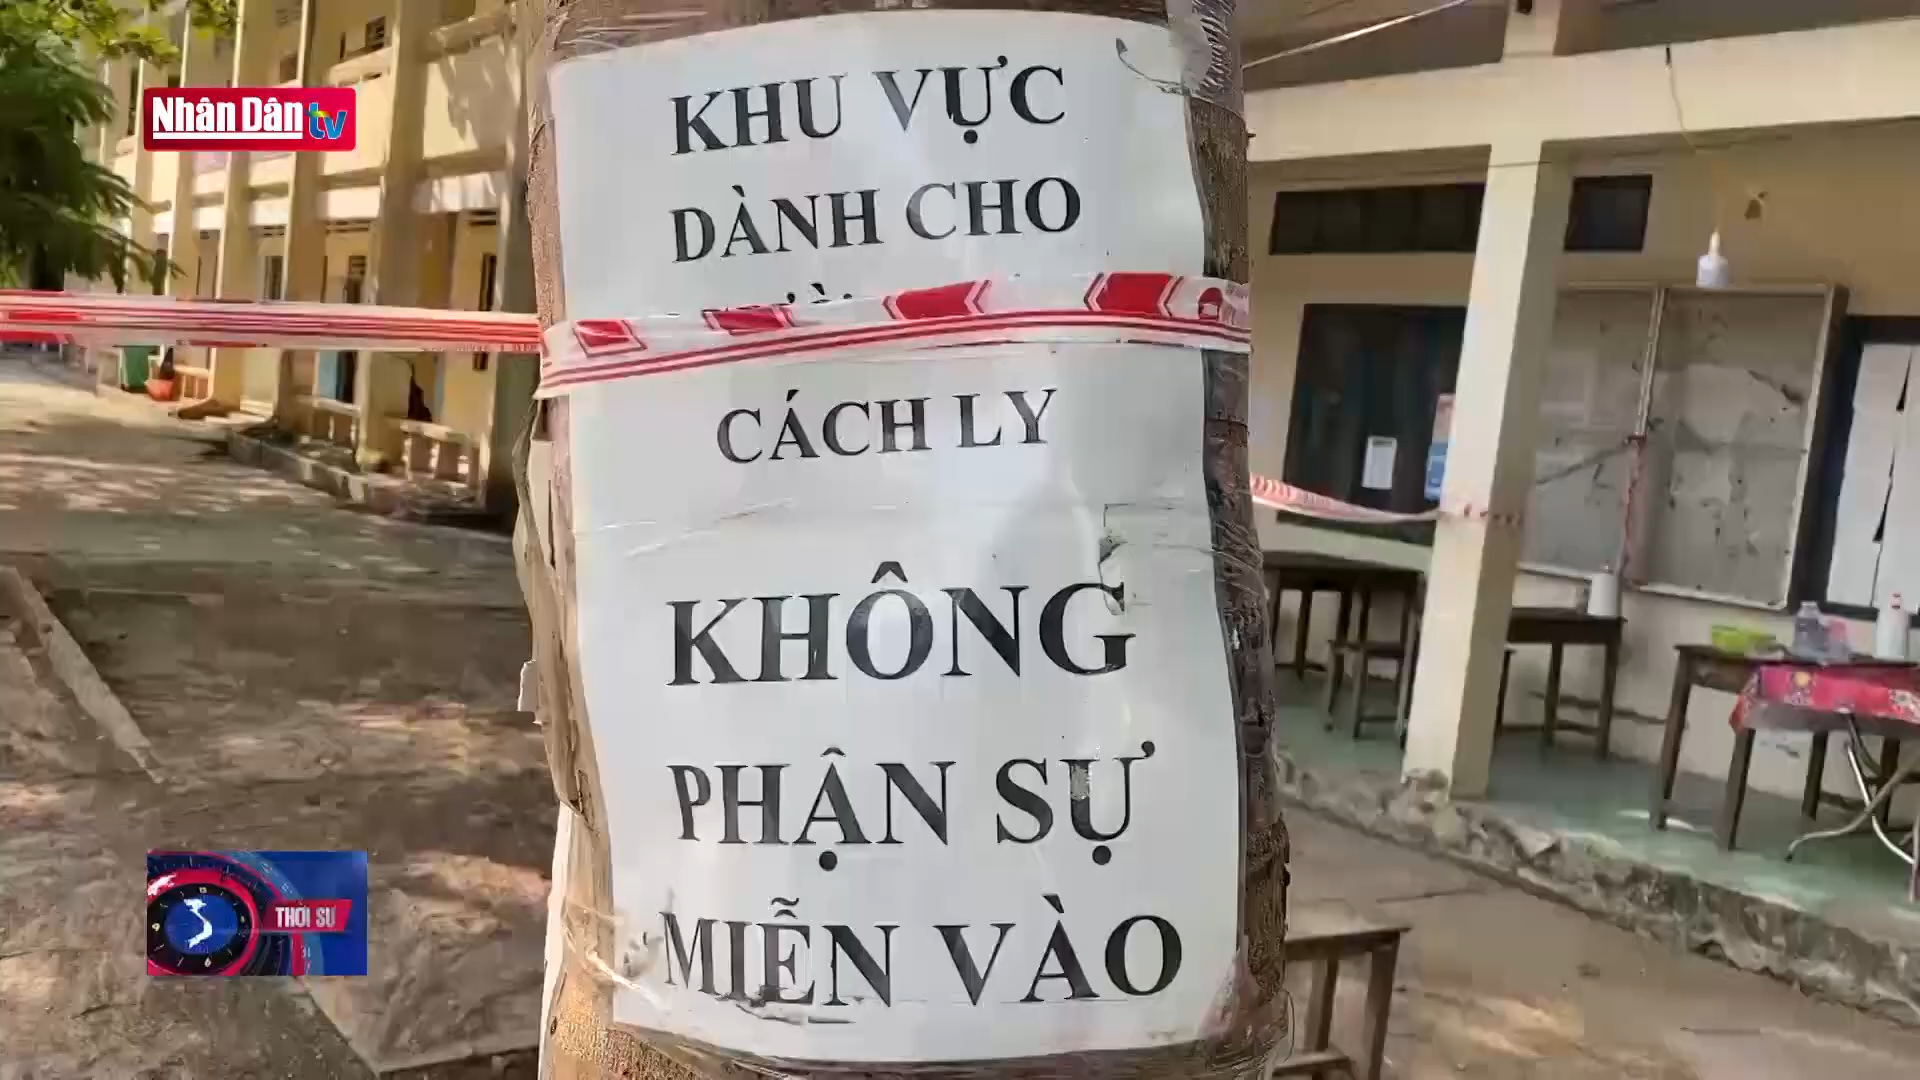 Nhân Dân tv
KHU VỰC
DÀNH CHO
CÁCH LY
KHÔNG
PHẬN SỰ
MIỄN VÀO
THỜI SỰ